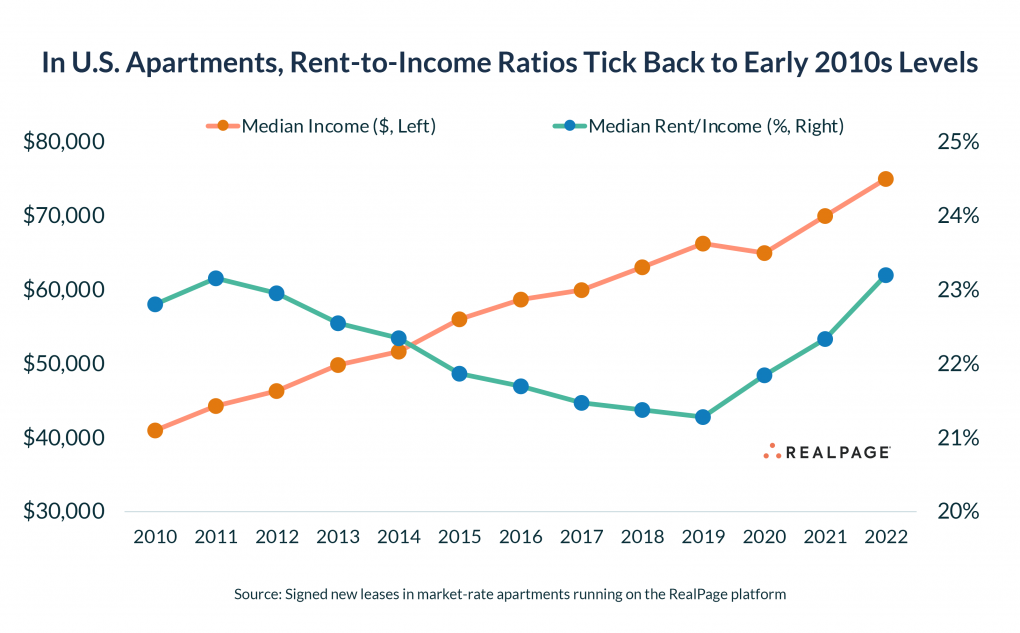 In U.S. Apartments, Rent-to-Income Ratios Tick Back to Early 2010s Levels
Median Income ($, Left) Median Rent/Income (%, Right)
$80,000 25%
$70,000 24%
$60,000 23%
$50,000 22%
$40,000 21%
REALPAGE
$30,000 20%
2010 2011 2012 2013 2014 2015 2016 2017 2018 2019 2020 2021 2022
Source: Signed new leases in market-rate apartments running on the RealPage platform